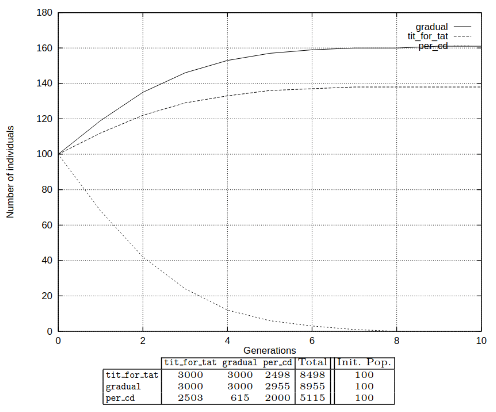 180
160
140
120
100
80
60
40
20
0
Number of individuals
gradual
tit_for_tat
per_cd
0 2 4 6 8 10
Generations
tit_for_tat gradual per_cd Total Init. Pop.
tit_for_tat 3000 3000 2498 8498 100
gradual 3000 3000 2955 8955 100
per_cd 2503 615 2000 5115 100